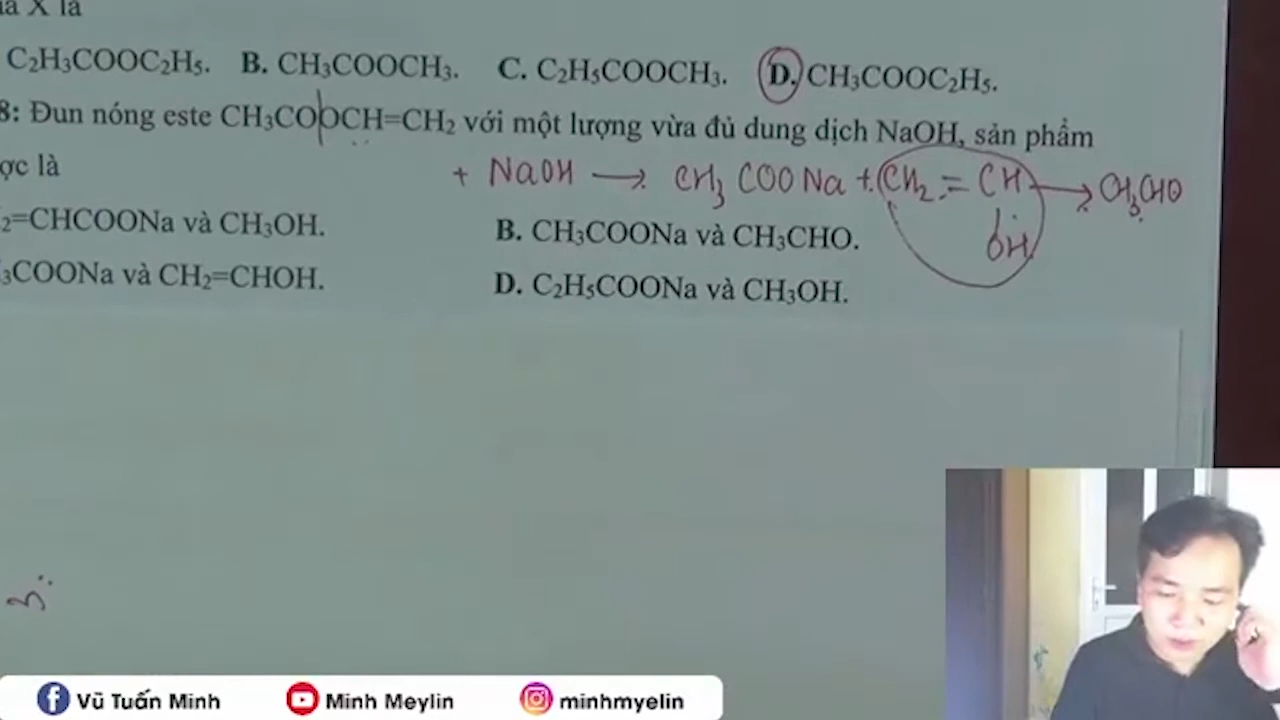 là X là
C₂H₃COOC₂H₅. B. CH₃COOCH₃. C. C₂H₅COOCH₃. D. CH₃COOC₂H₅.
8: Đun nóng este CH₃COOCH=CH₂ với một lượng vừa đủ dung dịch NaOH, sản phẩm
ợc là
+ NaOH → CH₃COONa + CH₂ = CH → CH₃CHO
OH
₂=CHCOONa và CH₃OH. B. CH₃COONa và CH₃CHO.
₃COONa và CH₂=CHOH. D. C₂H₅COONa và CH₃OH.
Vũ Tuấn Minh Minh Meylin minhmyelin